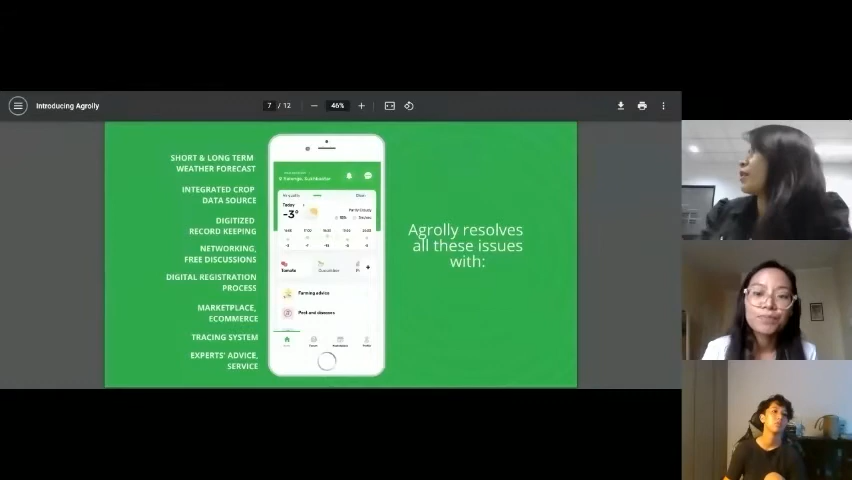 Introducing Agrolly
7 / 12
46%
SHORT & LONG TERM
WEATHER FORECAST
INTEGRATED CROP
DATA SOURCE
DIGITIZED
RECORD KEEPING
NETWORKING,
FREE DISCUSSIONS
DIGITAL REGISTRATION
PROCESS
MARKETPLACE,
ECOMMERCE
TRACING SYSTEM
EXPERTS' ADVICE,
SERVICE
Today
-3°
Partly Cloudy
Tomato
Cucumber
Farming advice
Pest and diseases
Agrolly resolves
all these issues
with: